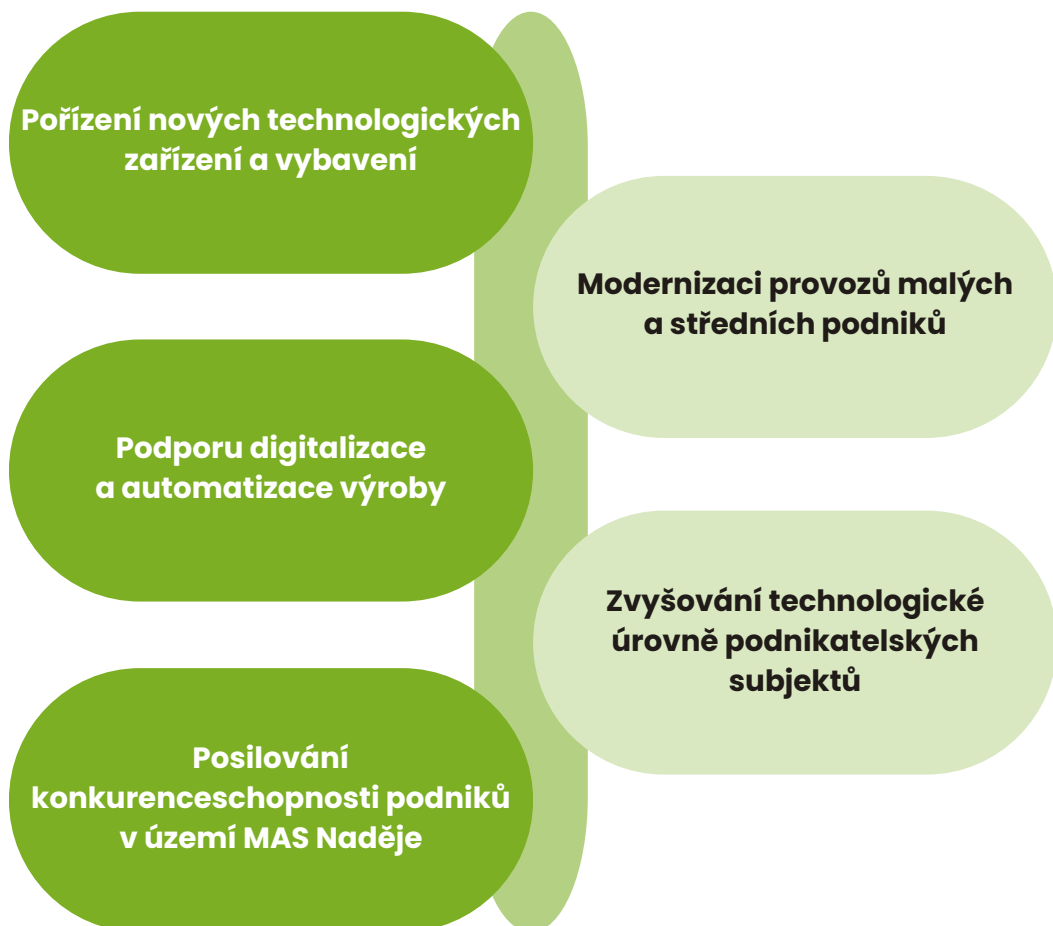 Pořízení nových technologických
zařízení a vybavení
Modernizaci provozů malých
a středních podniků
Podporu digitalizace
a automatizace výroby
Zvyšování technologické
úrovně podnikatelských
subjektů
Posilování
konkurenceschopnosti podniků
v území MAS Naděje